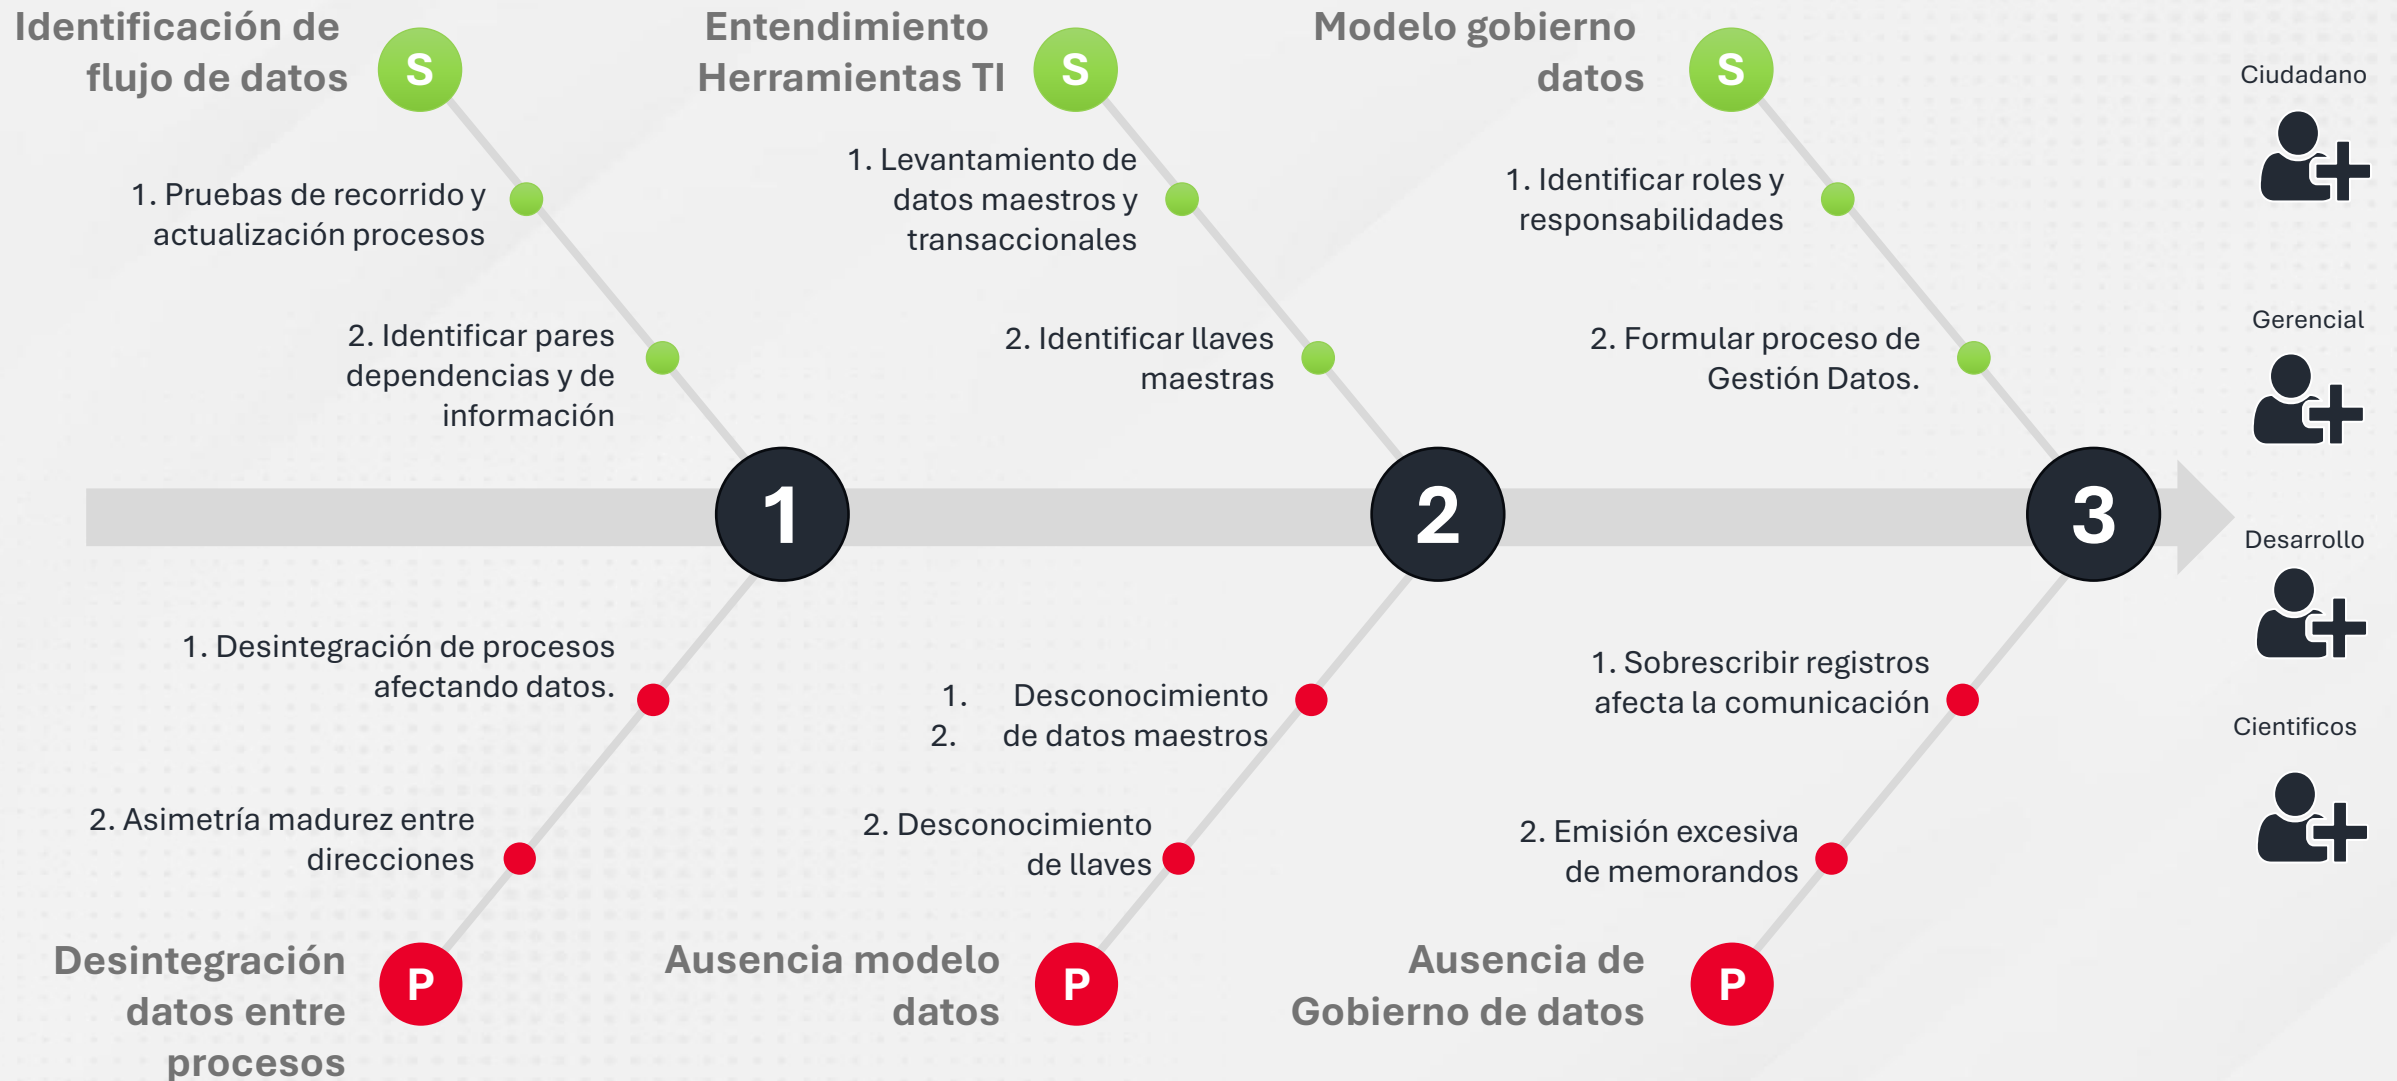 Identificación de
flujo de datos
S
1. Pruebas de recorrido y
actualización procesos
2. Identificar pares
dependencias y de
información
Entendimiento
Herramientas TI
S
1. Levantamiento de
datos maestros y
transaccionales
2. Identificar llaves
maestras
Modelo gobierno
datos
S
1. Identificar roles y
responsabilidades
2. Formular proceso de
Gestión Datos.
1
2
3
1. Desintegración de procesos
afectando datos.
2. Asimetría madurez entre
direcciones
Desintegración
datos entre
procesos
P
1. Desconocimiento
2. de datos maestros
2. Desconocimiento
de llaves
Ausencia modelo
datos
P
1. Sobrescribir registros
afecta la comunicación
2. Emisión excesiva
de memorandos
Ausencia de
Gobierno de datos
P
Ciudadano
Gerencial
Desarrollo
Cientificos